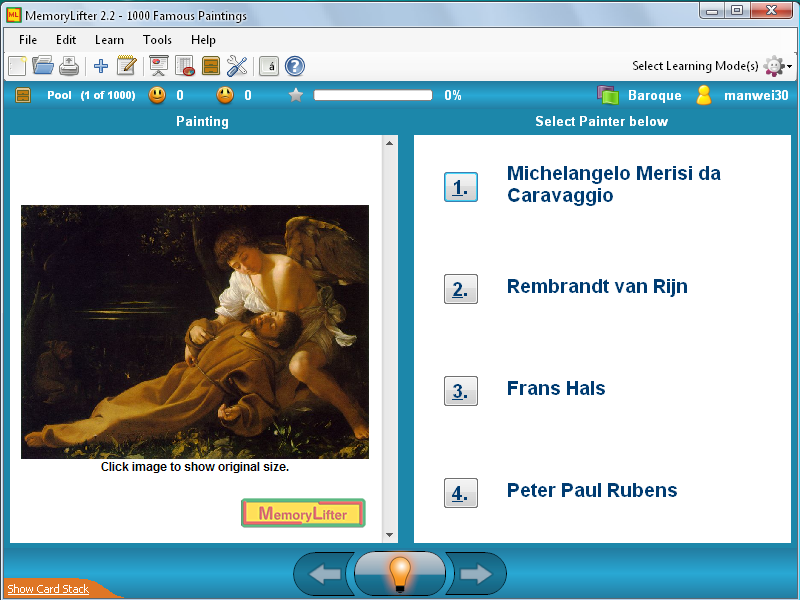 MemoryLifter 2.2 - 1000 Famous Paintings
File Edit Learn Tools Help
á ? Select Learning Mode(s)
Pool (1 of 1000) 0 0 0% Baroque manwei30
Painting
Select Painter below
Click image to show original size.
MemoryLifter
1. Michelangelo Merisi da
Caravaggio
2. Rembrandt van Rijn
3. Frans Hals
4. Peter Paul Rubens
Show Card Stack